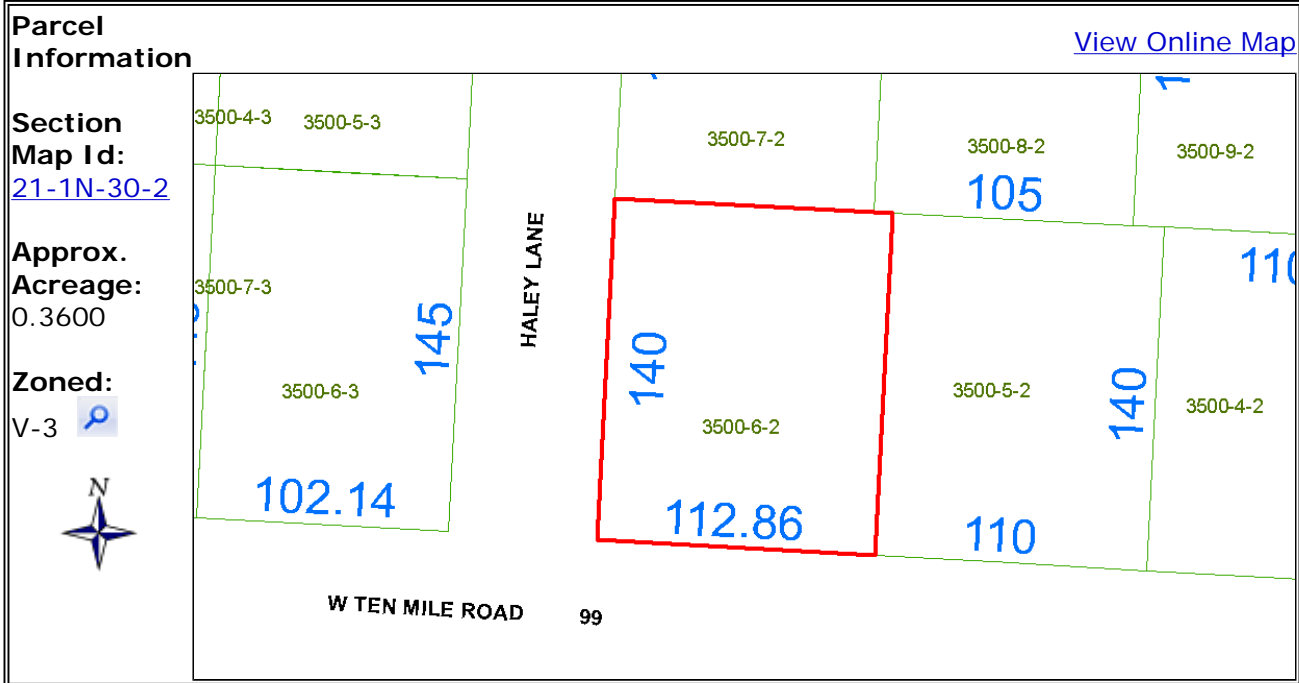 Parcel
Information
View Online Map
Section
Map Id:
21-1N-30-2
Approx.
Acreage:
0.3600
Zoned:
V-3
N
3500-4-3
3500-5-3
3500-7-2
3500-8-2
3500-9-2
105
110
HALEY LANE
3500-7-3
145
140
3500-6-3
3500-6-2
3500-5-2
140
3500-4-2
102.14
112.86
110
W TEN MILE ROAD
99